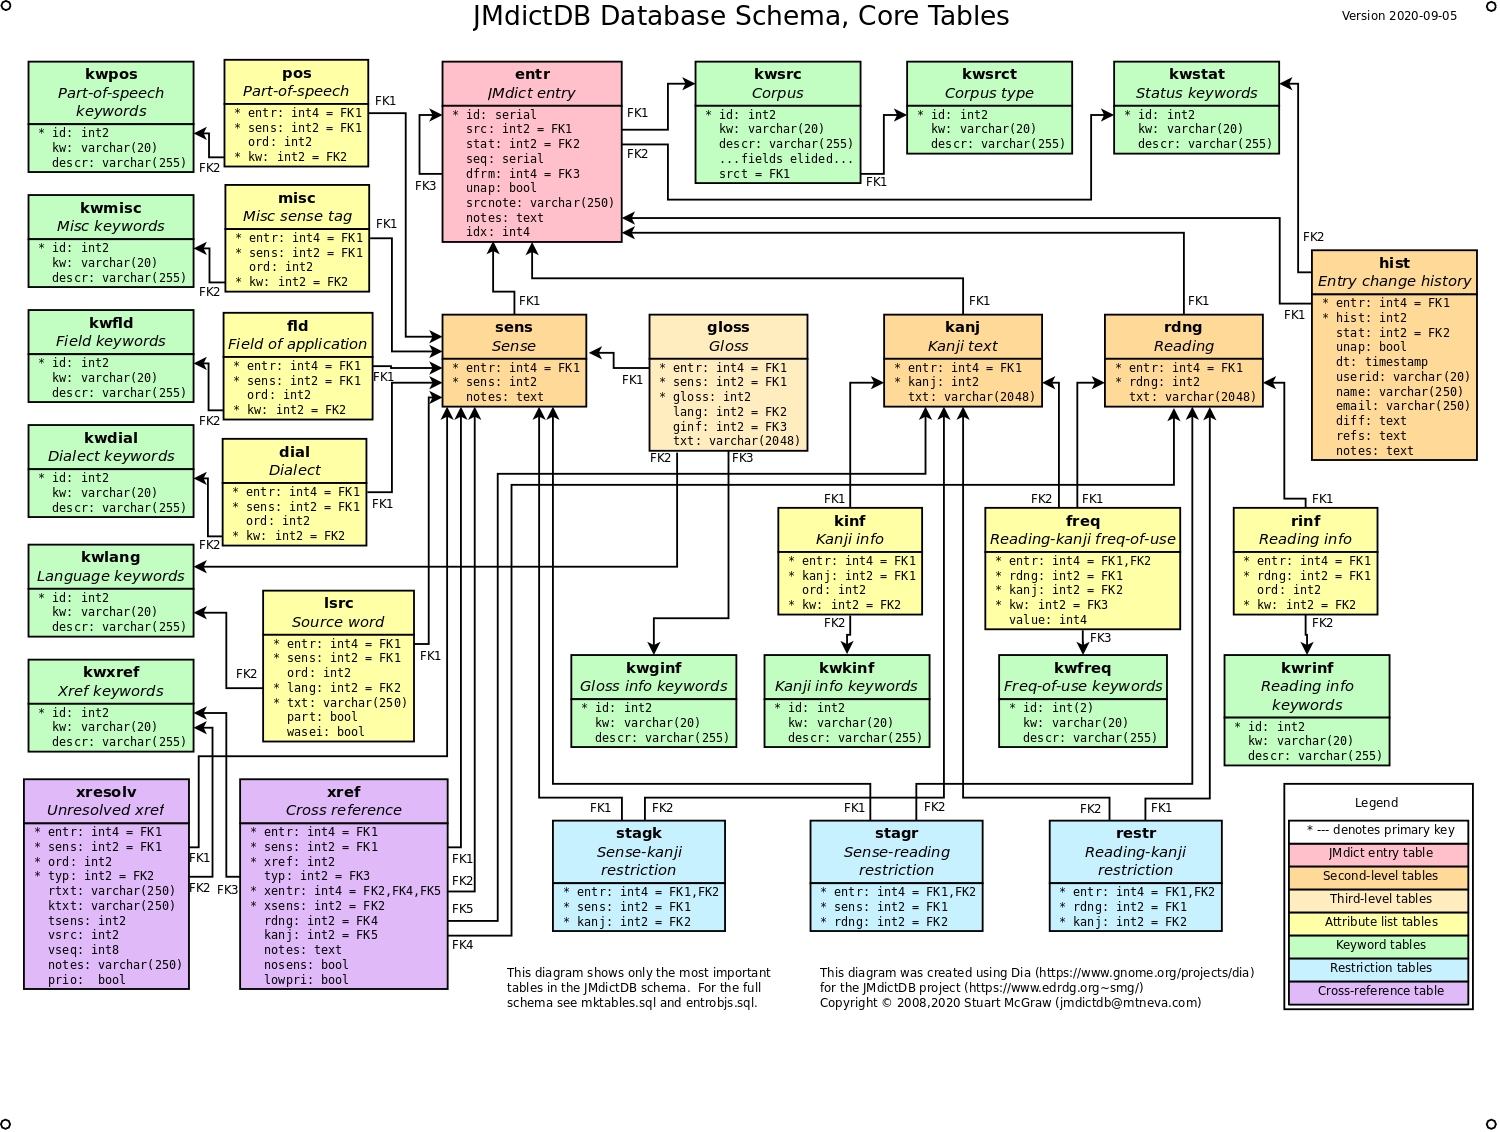 JMdictDB Database Schema, Core Tables
Version 2020-09-05
kwpos
Part-of-speech
keywords
* id: int2
kw: varchar(20)
descr: varchar(255)
pos
Part-of-speech
* entr: int4 = FK1
* sens: int2 = FK1
ord: int2
* kw: int2 = FK2
FK1
FK2
entr
JMdict entry
* id: serial
src: int2 = FK1
stat: int2 = FK2
seq: serial
dfrm: int4 = FK3
unap: bool
srcnote: varchar(250)
notes: text
idx: int4
FK1
FK2
FK3
kwsrc
Corpus
* id: int2
kw: varchar(20)
descr: varchar(255)
...fields elided...
srct = FK1
FK1
kwsrct
Corpus type
* id: int2
kw: varchar(20)
descr: varchar(255)
kwstat
Status keywords
* id: int2
kw: varchar(20)
descr: varchar(255)
kwmisc
Misc keywords
* id: int2
kw: varchar(20)
descr: varchar(255)
misc
Misc sense tag
* entr: int4 = FK1
* sens: int2 = FK1
ord: int2
* kw: int2 = FK2
FK1
FK2
hist
Entry change history
* entr: int4 = FK1
* hist: int2
stat: int2 = FK2
unap: bool
dt: timestamp
userid: varchar(20)
name: varchar(250)
email: varchar(250)
diff: text
refs: text
notes: text
FK2
FK1
kwfld
Field keywords
* id: int2
kw: varchar(20)
descr: varchar(255)
fld
Field of application
* entr: int4 = FK1
* sens: int2 = FK1
ord: int2
* kw: int2 = FK2
FK1
FK2
sens
Sense
* entr: int4 = FK1
* sens: int2
notes: text
FK1
gloss
Gloss
* entr: int4 = FK1
* sens: int2 = FK1
* gloss: int2
lang: int2 = FK2
ginf: int2 = FK3
txt: varchar(2048)
FK1
FK2
FK3
kanj
Kanji text
* entr: int4 = FK1
* kanj: int2
txt: varchar(2048)
FK1
rdng
Reading
* entr: int4 = FK1
* rdng: int2
txt: varchar(2048)
FK1
kwdial
Dialect keywords
* id: int2
kw: varchar(20)
descr: varchar(255)
dial
Dialect
* entr: int4 = FK1
* sens: int2 = FK1
ord: int2
* kw: int2 = FK2
FK1
FK2
kinf
Kanji info
* entr: int4 = FK1
* kanj: int2 = FK1
ord: int2
* kw: int2 = FK2
FK1
FK2
freq
Reading-kanji freq-of-use
* entr: int4 = FK1,FK2
* rdng: int2 = FK1
* kanj: int2 = FK2
* kw: int2 = FK3
value: int4
FK2
FK1
FK3
rinf
Reading info
* entr: int4 = FK1
* rdng: int2 = FK1
ord: int2
* kw: int2 = FK2
FK1
FK2
kwlang
Language keywords
* id: int2
kw: varchar(20)
descr: varchar(255)
lsrc
Source word
* entr: int4 = FK1
* sens: int2 = FK1
ord: int2
* lang: int2 = FK2
* txt: varchar(250)
part: bool
wasei: bool
FK1
FK2
kwxref
Xref keywords
* id: int2
kw: varchar(20)
descr: varchar(255)
kwginf
Gloss info keywords
* id: int2
kw: varchar(20)
descr: varchar(255)
kwkinf
Kanji info keywords
* id: int2
kw: varchar(20)
descr: varchar(255)
kwfreq
Freq-of-use keywords
* id: int(2)
kw: varchar(20)
descr: varchar(255)
kwrinf
Reading info
keywords
* id: int2
kw: varchar(20)
descr: varchar(255)
xresolv
Unresolved xref
* entr: int4 = FK1
* sens: int2 = FK1
* ord: int2
* typ: int2 = FK2
rtxt: varchar(250)
ktxt: varchar(250)
tsens: int2
vsrc: int2
vseq: int8
notes: varchar(250)
prio:  bool
FK1
FK2
xref
Cross reference
* entr: int4 = FK1
* sens: int2 = FK1
* xref: int2
typ: int2 = FK3
* xentr: int4 = FK2,FK4,FK5
* xsens: int2 = FK2
rdng: int2 = FK4
kanj: int2 = FK5
notes: text
nosens: bool
lowpri: bool
FK3
FK1
FK2
FK5
FK4
stagk
Sense-kanji
restriction
* entr: int4 = FK1,FK2
* sens: int2 = FK1
* kanj: int2 = FK2
FK1
FK2
stagr
Sense-reading
restriction
* entr: int4 = FK1,FK2
* sens: int2 = FK1
* rdng: int2 = FK2
FK1
FK2
restr
Reading-kanji
restriction
* entr: int4 = FK1,FK2
* rdng: int2 = FK1
* kanj: int2 = FK2
FK2
FK1
Legend
* --- denotes primary key
JMdict entry table
Second-level tables
Third-level tables
Attribute list tables
Keyword tables
Restriction tables
Cross-reference table
This diagram shows only the most important
tables in the JMdictDB schema.  For the full
schema see mktables.sql and entrobjs.sql.
This diagram was created using Dia (https://www.gnome.org/projects/dia)
for the JMdictDB project (https://www.edrdg.org~smg/)
Copyright © 2008,2020 Stuart McGraw (jmdictdb@mtneva.com)